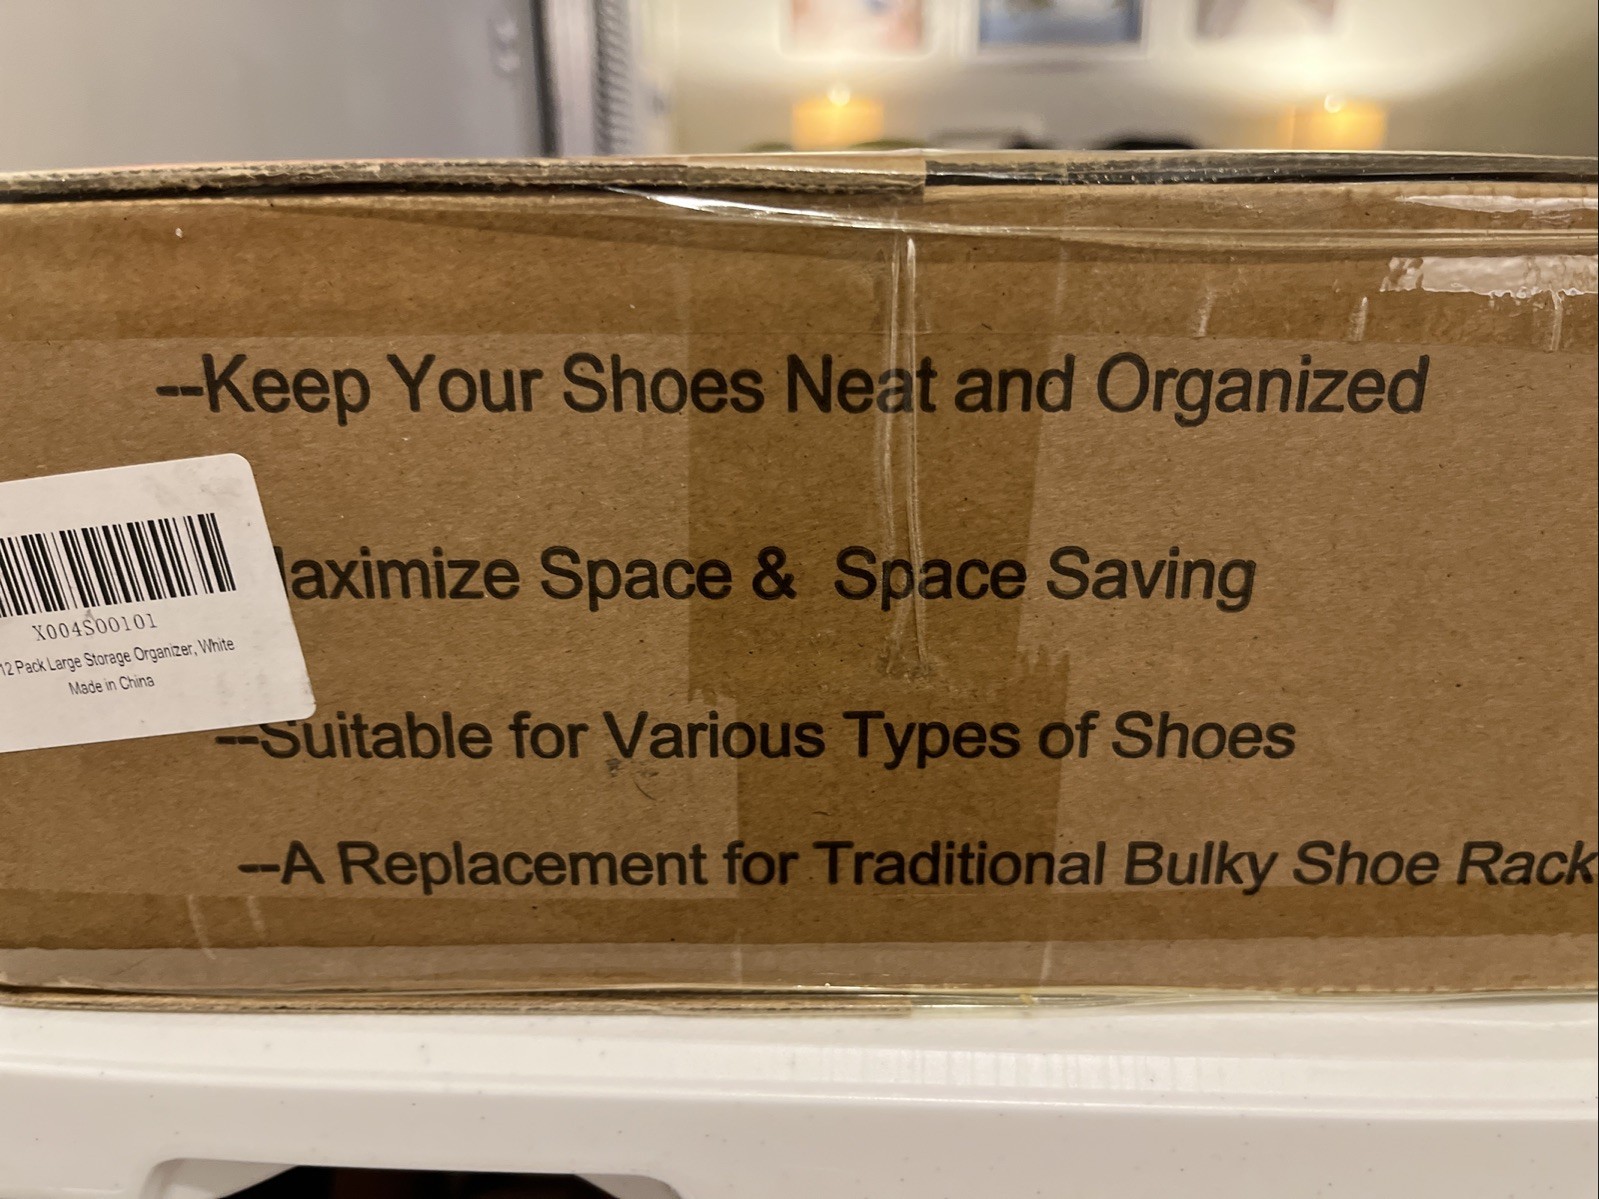 --Keep Your Shoes Neat and Organized
aximize Space & Space Saving
--Suitable for Various Types of Shoes
--A Replacement for Traditional Bulky Shoe Rack
X004S00101
12 Pack Large Storage Organizer, White
Made in China